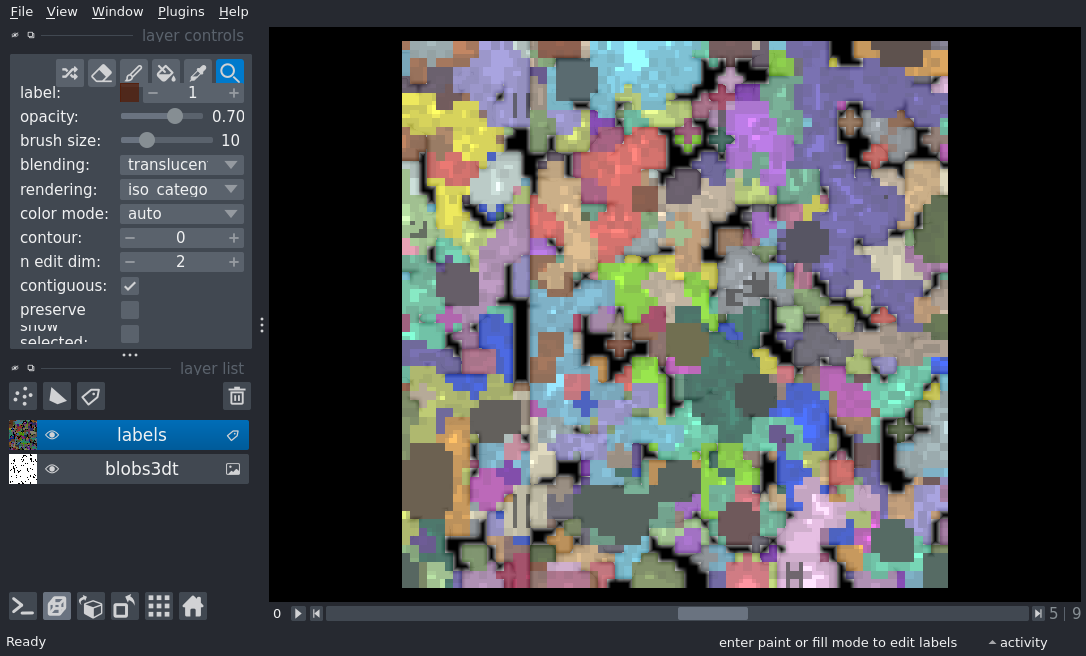 File View Window Plugins Help
layer controls
label: 1
opacity: 0.70
brush size: 10
blending: translucen
rendering: iso_catego
color mode: auto
contour: 0
n edit dim: 2
contiguous:
preserve
show
selected:
layer list
labels
blobs3dt
0 5 | 9
Ready enter paint or fill mode to edit labels activity